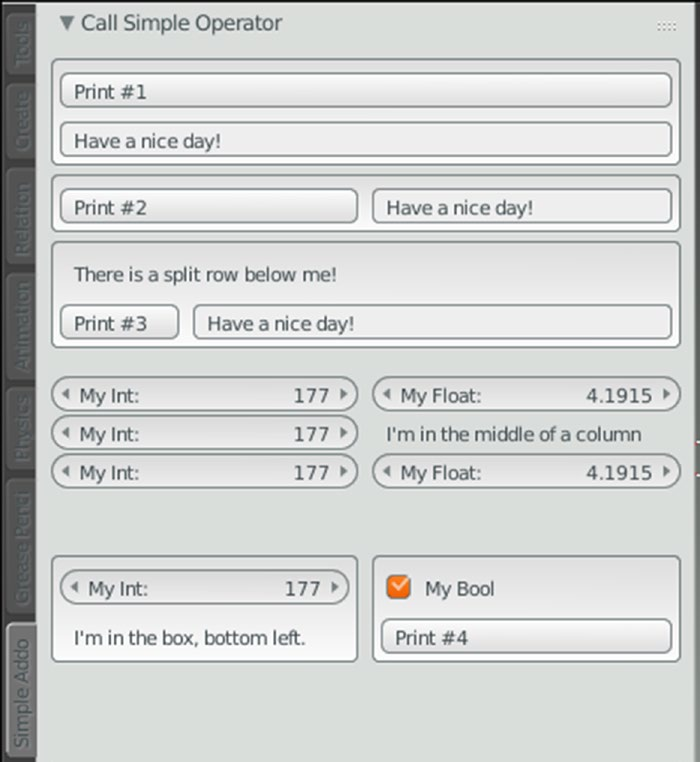 Tools
Create
Relation
Animation
Physics
Grease Penci
Simple Addo
Call Simple Operator
Print #1
Have a nice day!
Print #2 Have a nice day!
There is a split row below me!
Print #3 Have a nice day!
My Int: 177 My Float: 4.1915
My Int: 177 I'm in the middle of a column
My Int: 177 My Float: 4.1915
My Int: 177 My Bool
I'm in the box, bottom left. Print #4